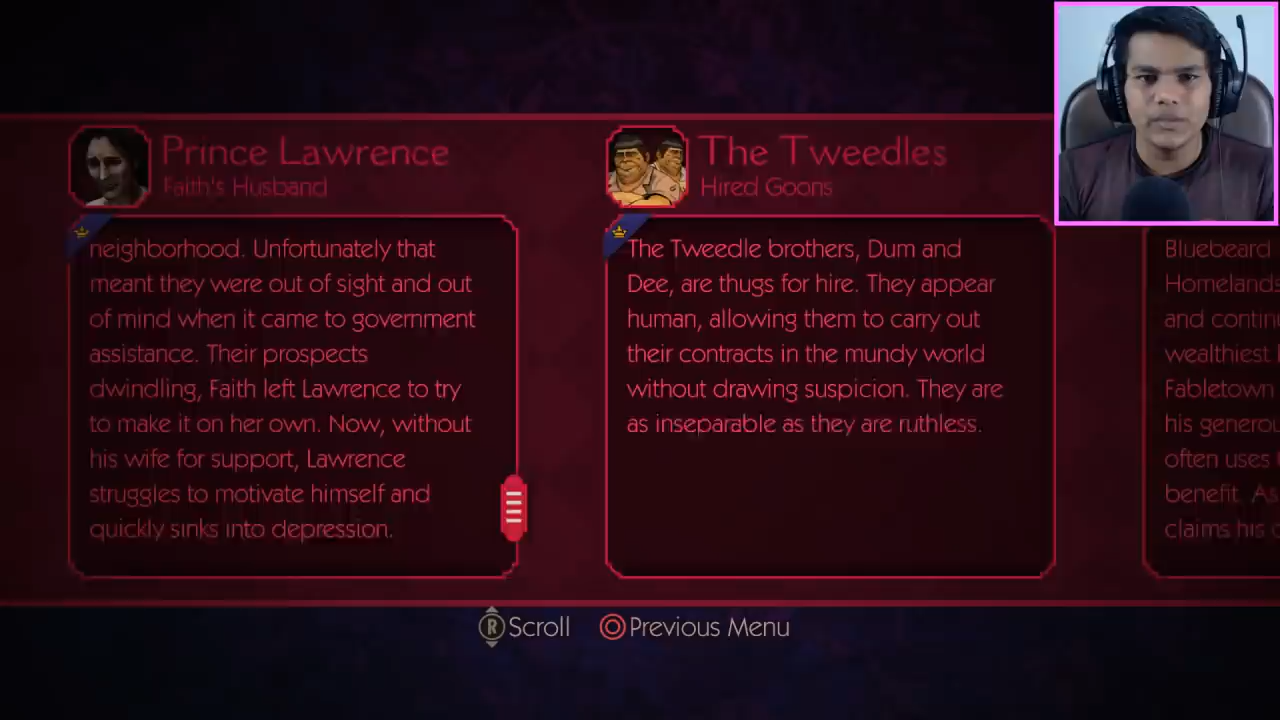 Prince Lawrence
Faith's Husband
neighborhood. Unfortunately that
meant they were out of sight and out
of mind when it came to government
assistance. Their prospects
dwindling, Faith left Lawrence to try
to make it on her own. Now, without
his wife for support, Lawrence
struggles to motivate himself and
quickly sinks into depression.
The Tweedles
Hired Goons
The Tweedle brothers, Dum and
Dee, are thugs for hire. They appear
human, allowing them to carry out
their contracts in the mundy world
without drawing suspicion. They are
as inseparable as they are ruthless.
Bluebeard
Homelands
and contin
wealthiest
Fabletown
his genero
often uses
benefit. As
claims his
R Scroll
Previous Menu